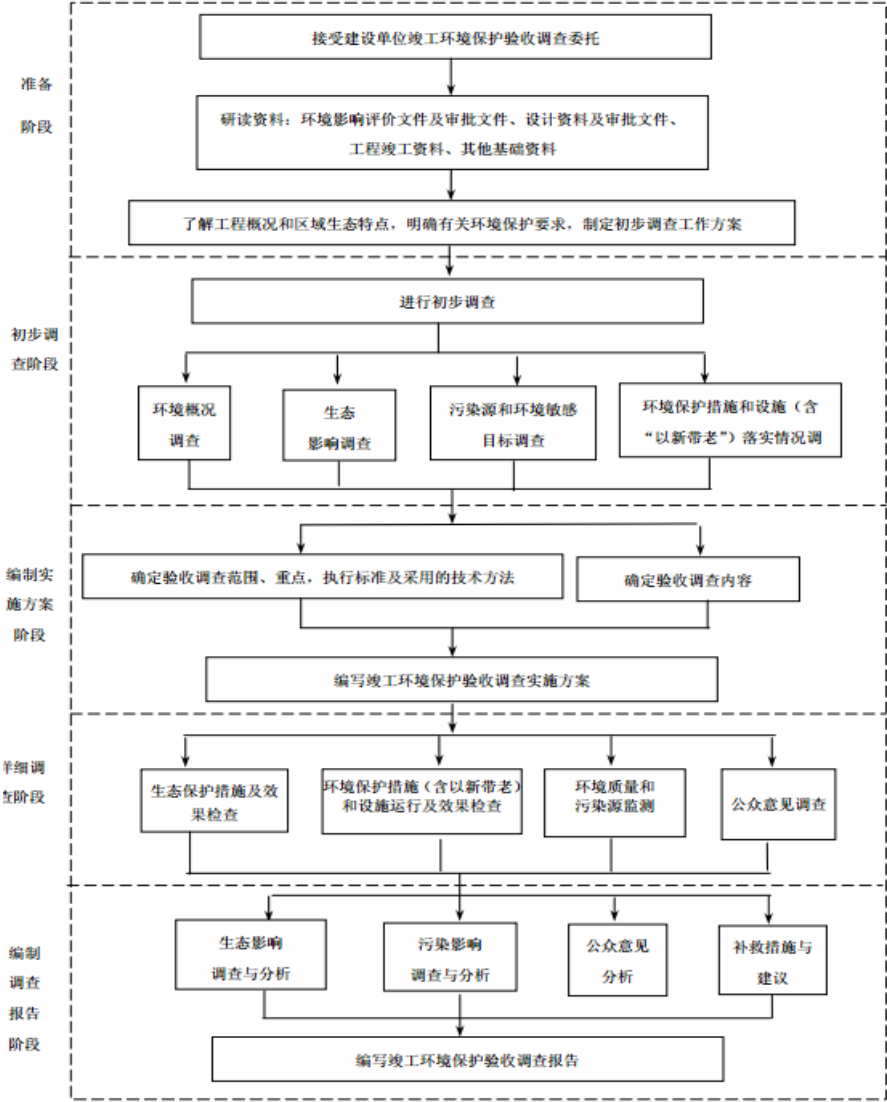 准备
阶段
接受建设单位竣工环境保护验收调查委托
研读资料：环境影响评价文件及审批文件、设计资料及审批文件、
工程竣工资料、其他基础资料
了解工程概况和区域生态特点，明确有关环境保护要求，制定初步调查工作方案
初步调
查阶段
进行初步调查
环境概况
调查
生态
影响调查
污染源和环境敏感
目标调查
环境保护措施和设施（含
“以新带老”）落实情况调
编制实
施方案
阶段
确定验收调查范围、重点，执行标准及采用的技术方法
确定验收调查内容
编写竣工环境保护验收调查实施方案
详细调
查阶段
生态保护措施及效
果检查
环境保护措施（含以新带老）
和设施运行及效果检查
环境质量和
污染源监测
公众意见调查
编制
调查
报告
阶段
生态影响
调查与分析
污染影响
调查与分析
公众意见
分析
补救措施与
建议
编写竣工环境保护验收调查报告